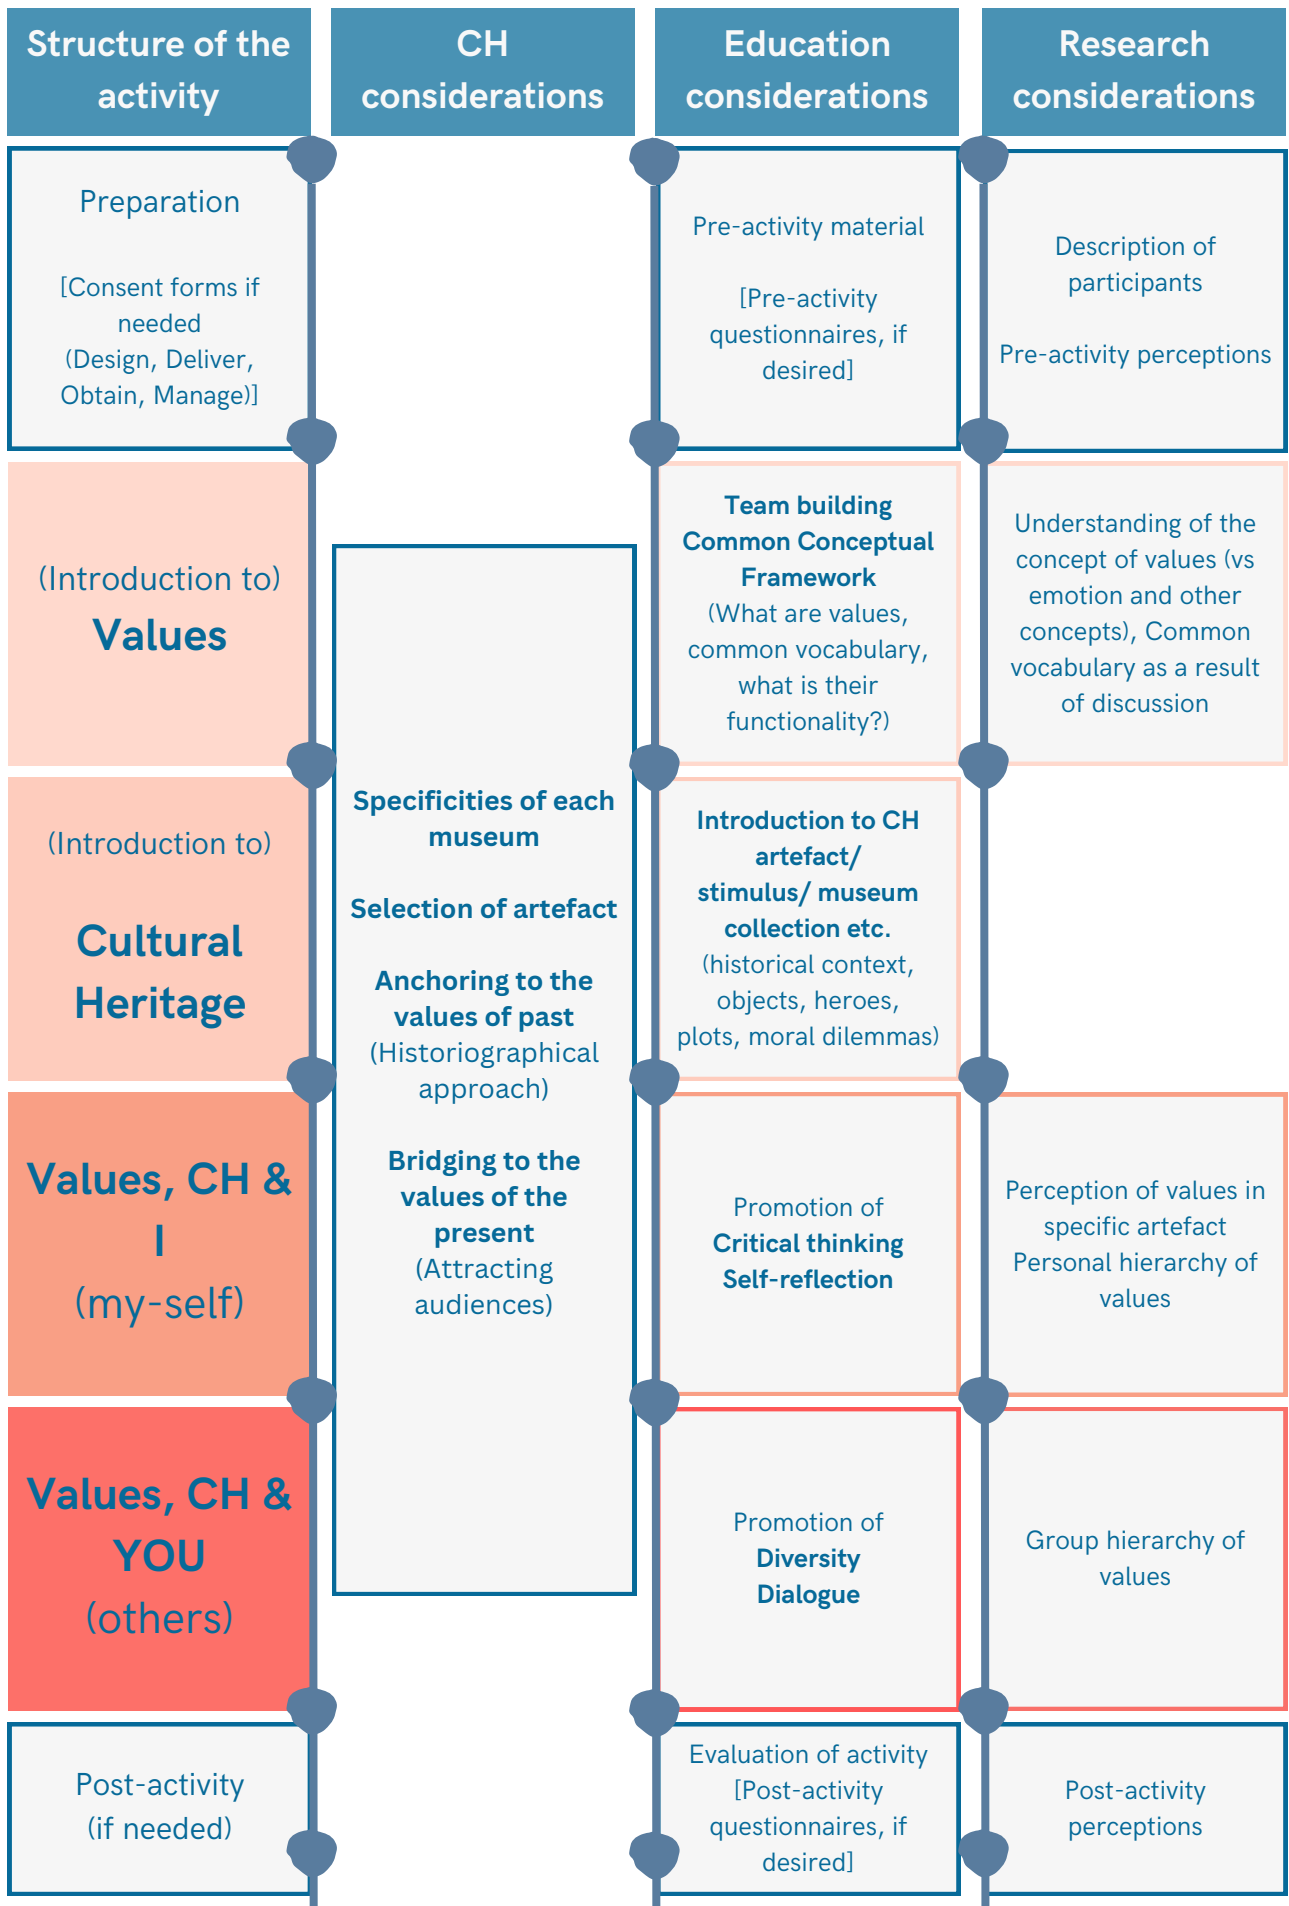 Structure of the
activity
CH
considerations
Education
considerations
Research
considerations
Preparation
[Consent forms if
needed
(Design, Deliver,
Obtain, Manage)]
Pre-activity material
[Pre-activity
questionnaires, if
desired]
Description of
participants
Pre-activity perceptions
(Introduction to)
Values
Team building
Common Conceptual
Framework
(What are values,
common vocabulary,
what is their
functionality?)
Understanding of the
concept of values (vs
emotion and other
concepts), Common
vocabulary as a result
of discussion
(Introduction to)
Cultural
Heritage
Specificities of each
museum
Selection of artefact
Anchoring to the
values of past
(Historiographical
approach)
Bridging to the
values of the
present
(Attracting
audiences)
Introduction to CH
artefact/
stimulus/ museum
collection etc.
(historical context,
objects, heroes,
plots, moral dilemmas)
Values, CH &
I
(my-self)
Promotion of
Critical thinking
Self-reflection
Perception of values in
specific artefact
Personal hierarchy of
values
Values, CH &
YOU
(others)
Promotion of
Diversity
Dialogue
Group hierarchy of
values
Post-activity
(if needed)
Evaluation of activity
[Post-activity
questionnaires, if
desired]
Post-activity
perceptions